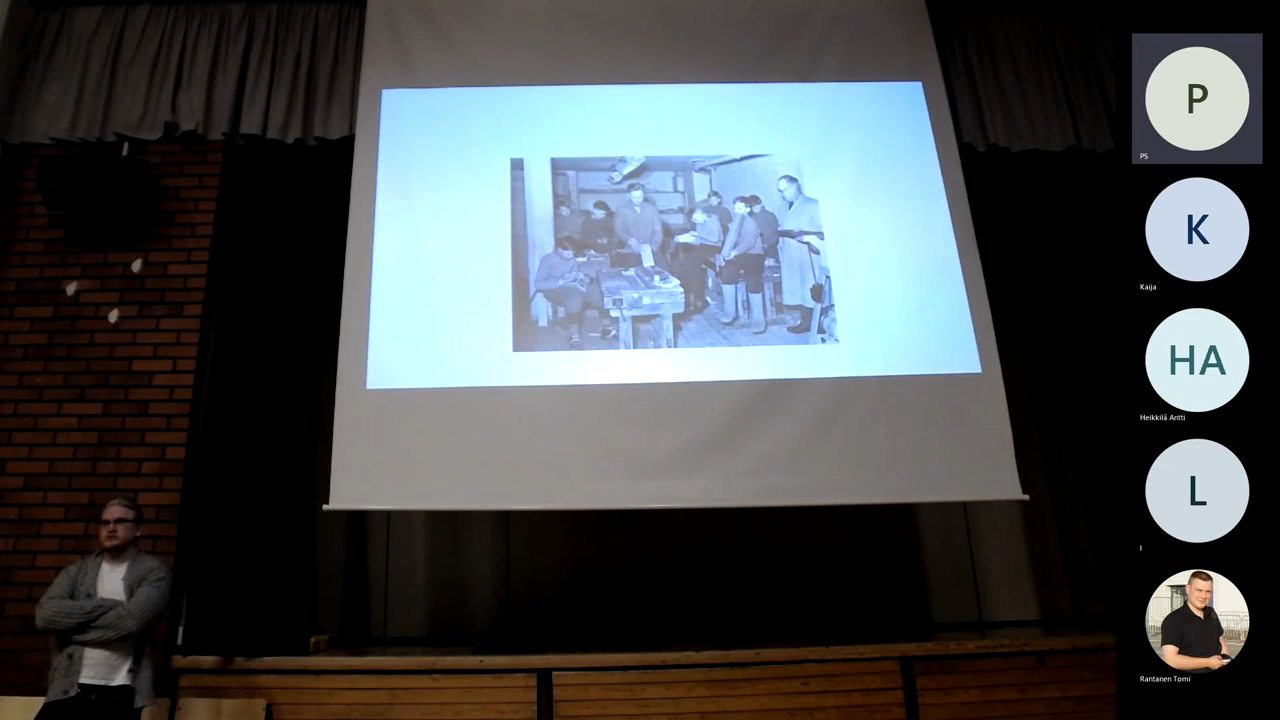 P
PS
K
Kaija
HA
Heikkilä Antti
L
l
Rantanen Tomi